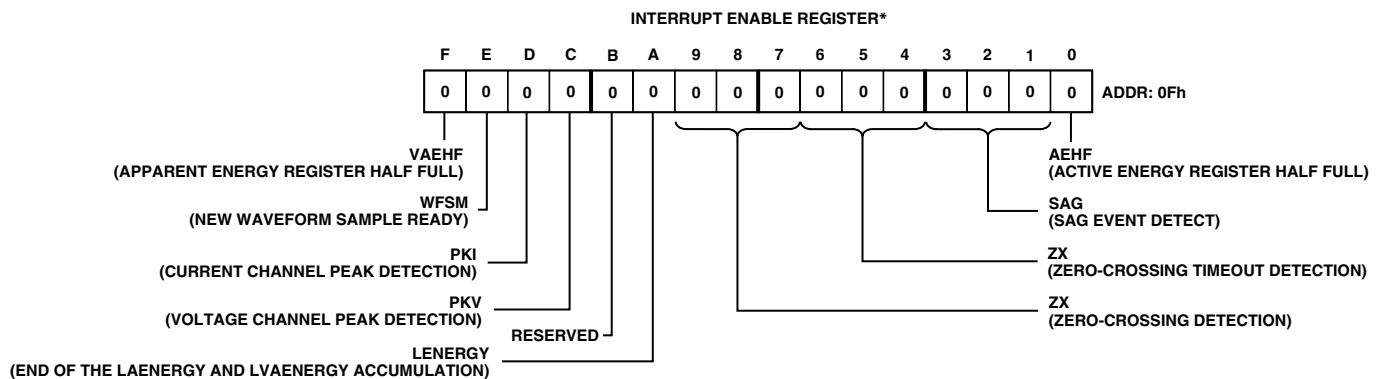 INTERRUPT ENABLE REGISTER*
F E D C B A 9 8 7 6 5 4 3 2 1 0
0 0 0 0 0 0 0 0 0 0 0 0 0 0 0 0 ADDR: 0Fh
VAEHF
(APPARENT ENERGY REGISTER HALF FULL)
WFSM
(NEW WAVEFORM SAMPLE READY)
PKI
(CURRENT CHANNEL PEAK DETECTION)
PKV
(VOLTAGE CHANNEL PEAK DETECTION)
RESERVED
LENERGY
(END OF THE LAENERGY AND LVAENERGY ACCUMULATION)
AEHF
(ACTIVE ENERGY REGISTER HALF FULL)
SAG
(SAG EVENT DETECT)
ZX
(ZERO-CROSSING TIMEOUT DETECTION)
ZX
(ZERO-CROSSING DETECTION)